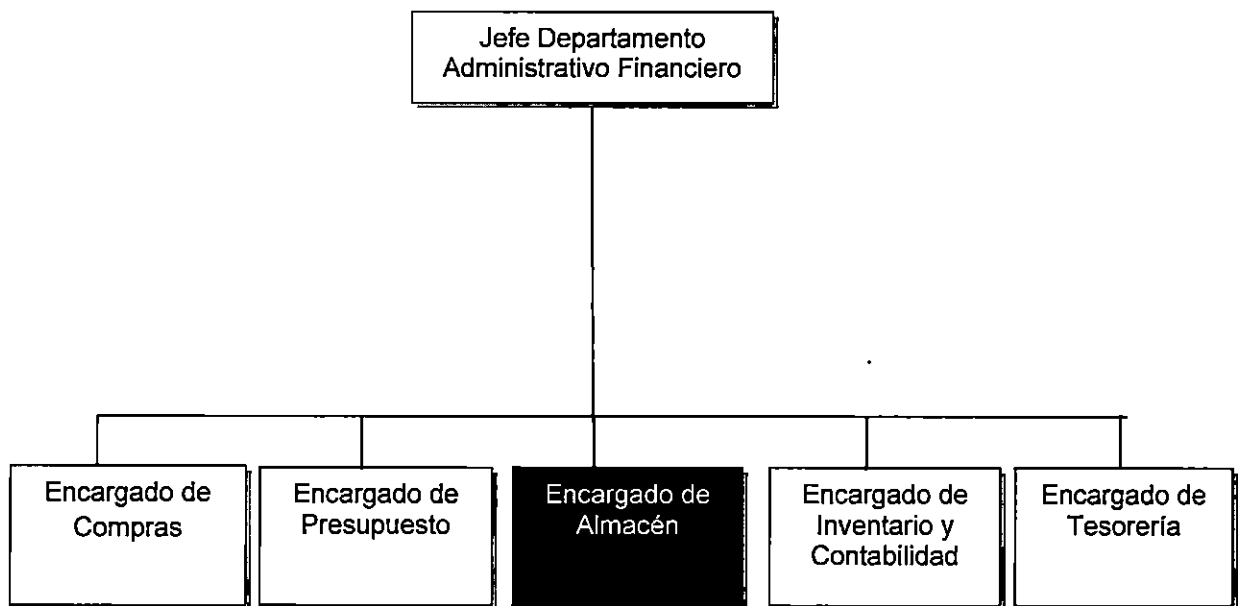 Jefe Departamento
Administrativo Financiero
Encargado de
Compras
Encargado de
Presupuesto
Encargado de
Almacén
Encargado de
Inventario y
Contabilidad
Encargado de
Tesorería